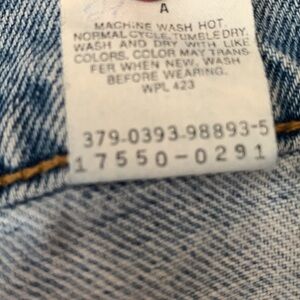 A
MACHINE WASH HOT,
NORMAL CYCLE. TUMBLE DRY.
WASH AND DRY WITH LIKE
COLORS. COLOR MAY TRANS
FER WHEN NEW. WASH
BEFORE WEARING.
WPL 423
379-0393-98893-5
17550-0291